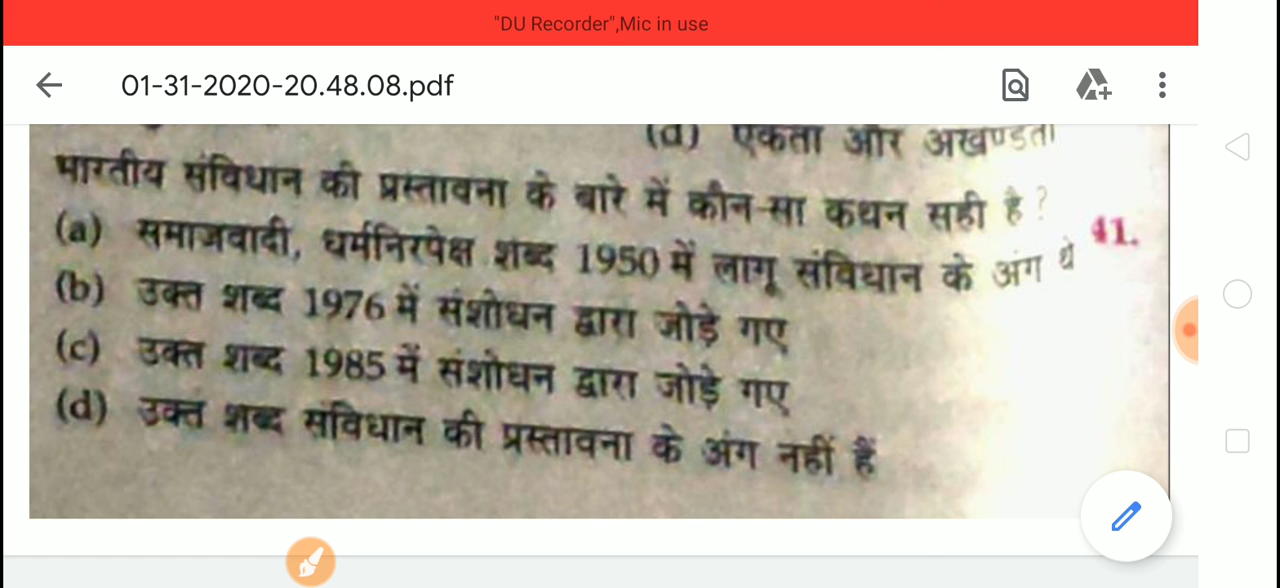 "DU Recorder",Mic in use
01-31-2020-20.48.08.pdf
(d) एकता और अखण्डता
भारतीय संविधान की प्रस्तावना के बारे में कौन-सा कथन सही है?
41.
(a) समाजवादी, धर्मनिरपेक्ष शब्द 1950 में लागू संविधान के अंग थे
(b) उक्त शब्द 1976 में संशोधन द्वारा जोड़े गए
(c) उक्त शब्द 1985 में संशोधन द्वारा जोड़े गए
(d) उक्त शब्द संविधान की प्रस्तावना के अंग नहीं हैं